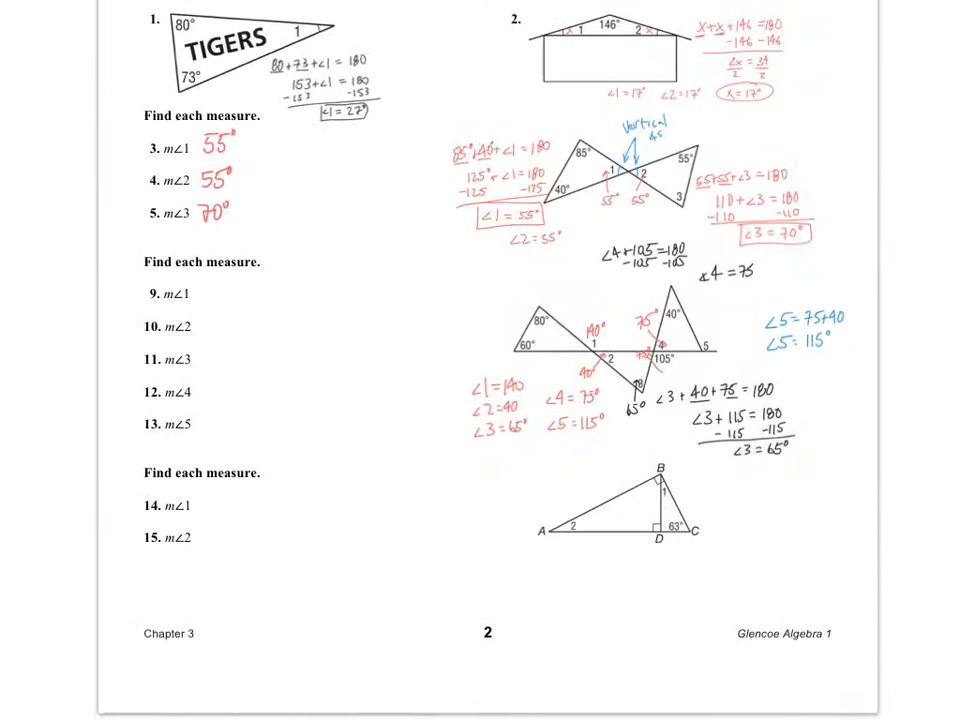 1.
80°
TIGERS
1
73°
80+73+∠1 = 180
153+∠1 = 180
-153 -153
∠1 = 27°
2.
146°
x 1
2 x
x+x+146=180
-146 -146
2x = 34
2 2
x=17°
∠1=17° ∠2=17°
Find each measure.
3. m∠1 55°
4. m∠2 55°
5. m∠3 70°
vertical
∠s.
85°+40°+∠1=180
125°+∠1=180
-125 -125
∠1 = 55°
∠2=55°
85°
40°
1
2
55°
3
55°
55°
55+55+∠3=180
110+∠3=180
-110 -110
∠3 = 70°
Find each measure.
9. m∠1
10. m∠2
11. m∠3
12. m∠4
13. m∠5
∠4+105=180
-105 -105
∠4=75
80°
60°
140°
1
2
40°
75°
40°
4
5
75°
105°
65°
∠5=75+40
∠5=115°
∠1=140
∠2=40
∠3=65°
∠4=75°
∠5=115°
∠3+40+75=180
∠3+115=180
-115 -115
∠3=65°
Find each measure.
14. m∠1
15. m∠2
B
1
A
2
63°
C
D
Chapter 3
2
Glencoe Algebra 1